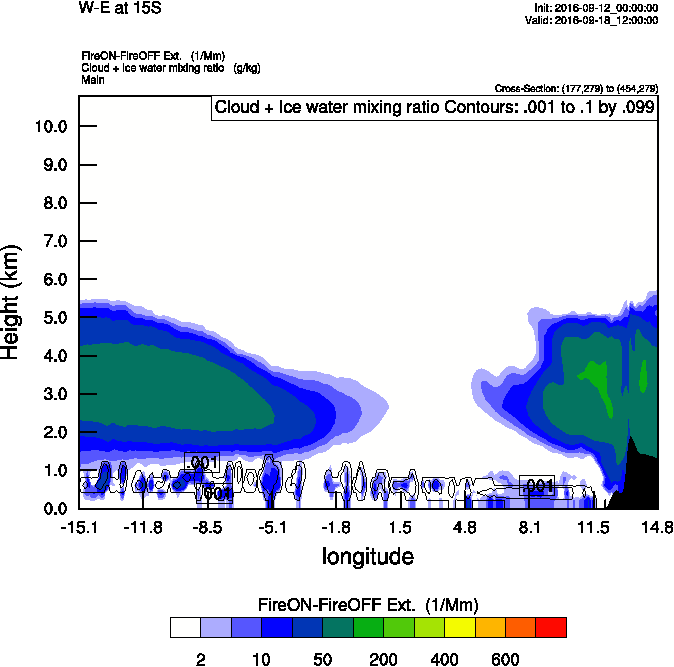 W-E at 15S
Init: 2016-09-12_00:00:00
Valid: 2016-09-18_12:00:00
FireON-FireOFF Ext. (1/Mm)
Cloud + Ice water mixing ratio (g/kg)
Main
Cross-Section: (177,279) to (454,279)
Cloud + Ice water mixing ratio Contours: .001 to .1 by .099
10.0
9.0
8.0
7.0
6.0
5.0
4.0
3.0
2.0
1.0
0.0
Height (km)
.001
.001
.001
-15.1 -11.8 -8.5 -5.1 -1.8 1.5 4.8 8.1 11.5 14.8
longitude
FireON-FireOFF Ext. (1/Mm)
2 10 50 200 400 600